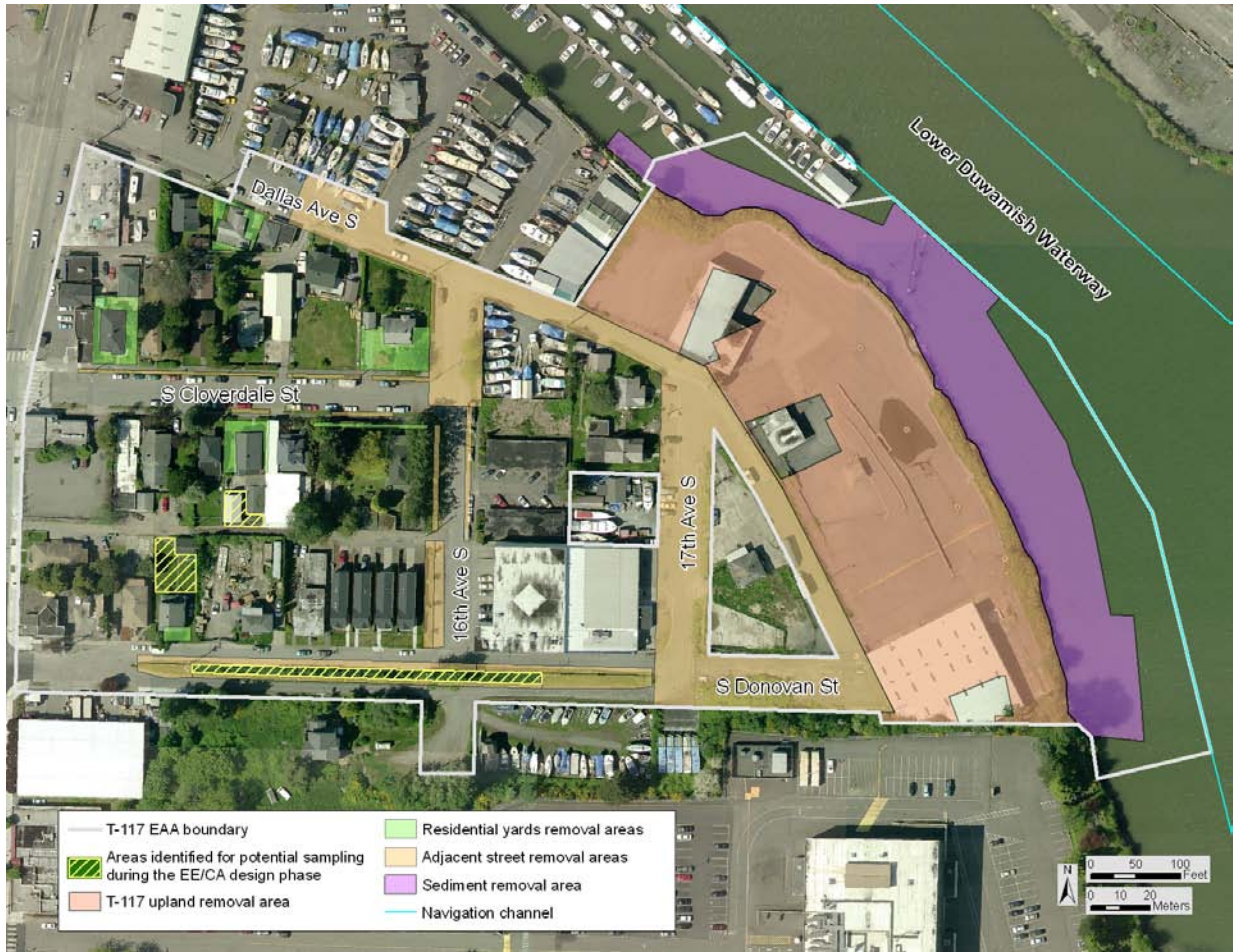 Lower Duwamish Waterway
Dallas Ave S
S Cloverdale St
16th Ave S
17th Ave S
S Donovan St
T-117 EAA boundary
Areas identified for potential sampling
during the EE/CA design phase
T-117 upland removal area
Residential yards removal areas
Adjacent street removal areas
Sediment removal area
Navigation channel
N
0 50 100
Feet
0 10 20
Meters